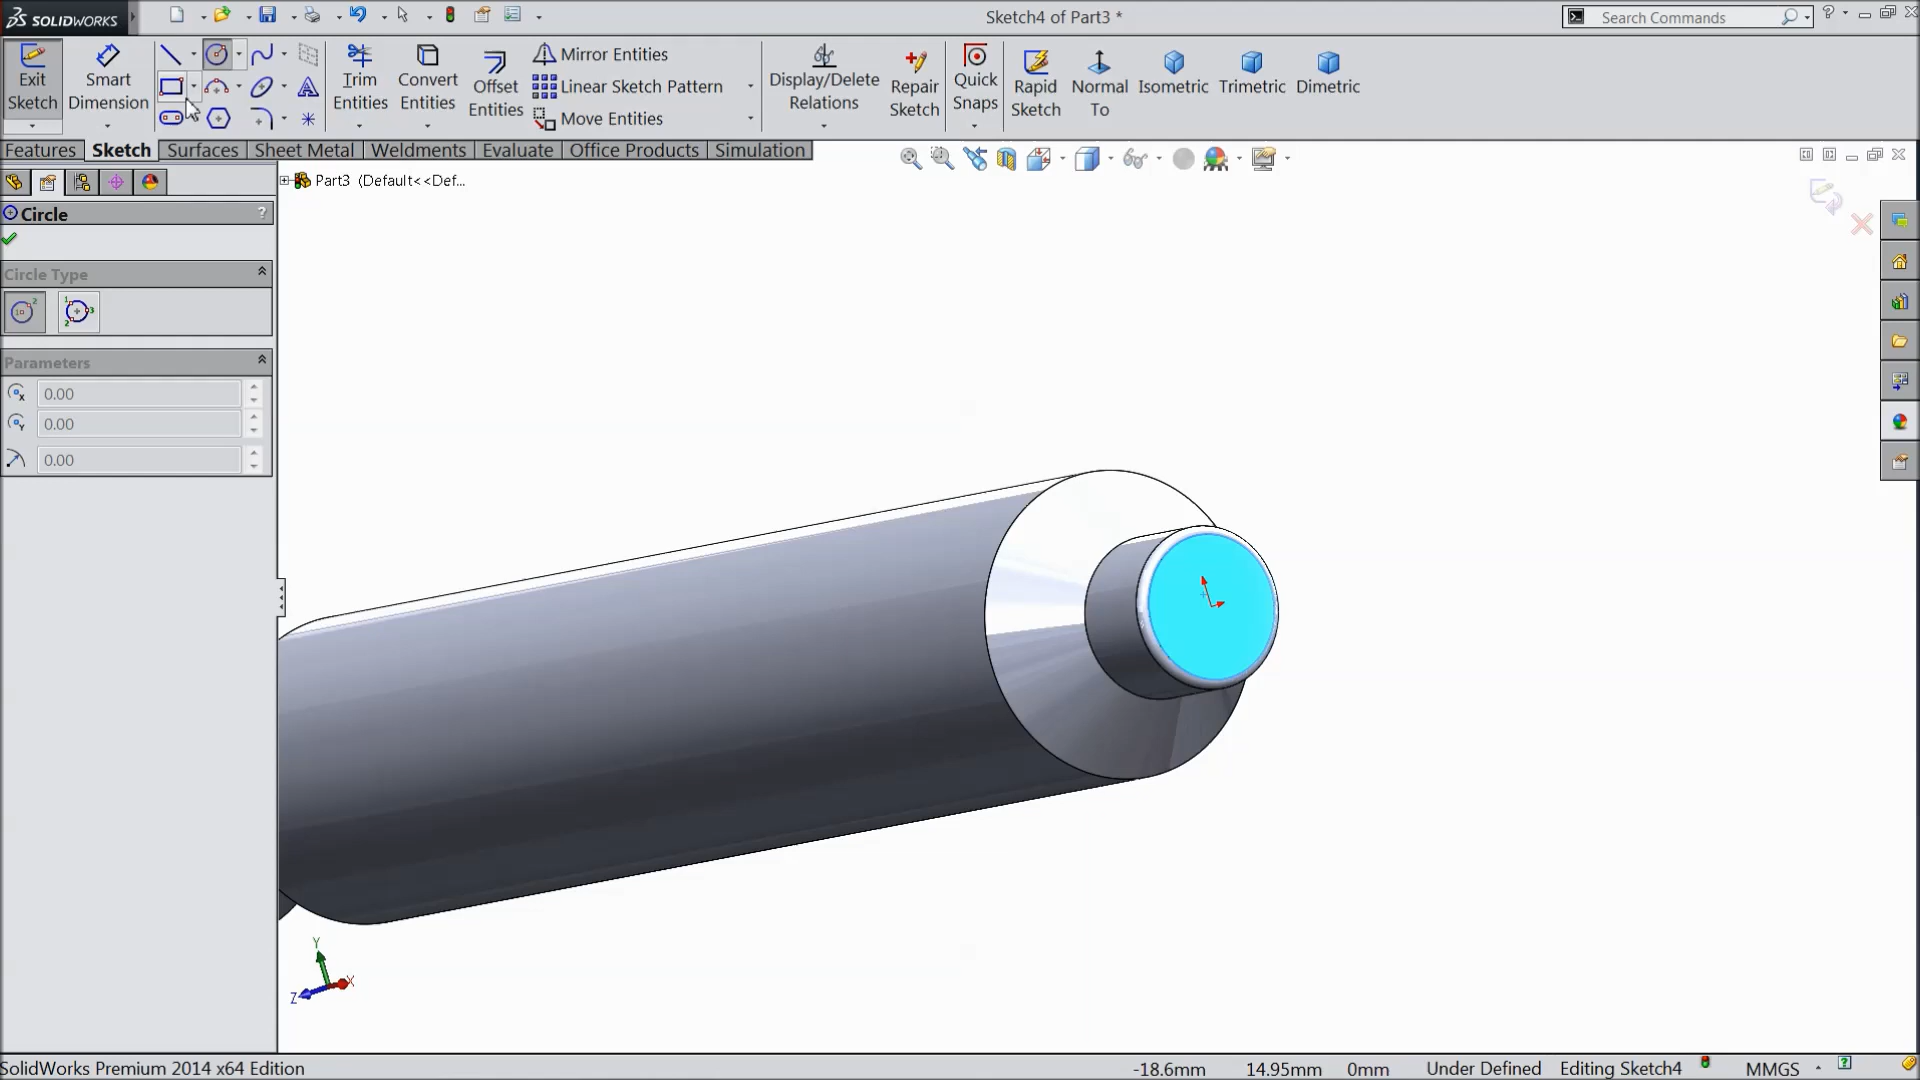 SOLIDWORKS
Sketch4 of Part3 *
Search Commands
Exit Sketch
Smart Dimension
Trim Entities
Convert Entities
Offset Entities
Mirror Entities
Linear Sketch Pattern
Move Entities
Display/Delete Relations
Repair Sketch
Quick Snaps
Rapid Sketch
Normal To
Isometric
Trimetric
Dimetric
Features
Sketch
Surfaces
Sheet Metal
Weldments
Evaluate
Office Products
Simulation
Part3 (Default<<Def...
Circle
?
Circle Type
Parameters
0.00
0.00
0.00
Y
X
Z
SolidWorks Premium 2014 x64 Edition
-18.6mm
14.95mm
0mm
Under Defined
Editing Sketch4
MMGS